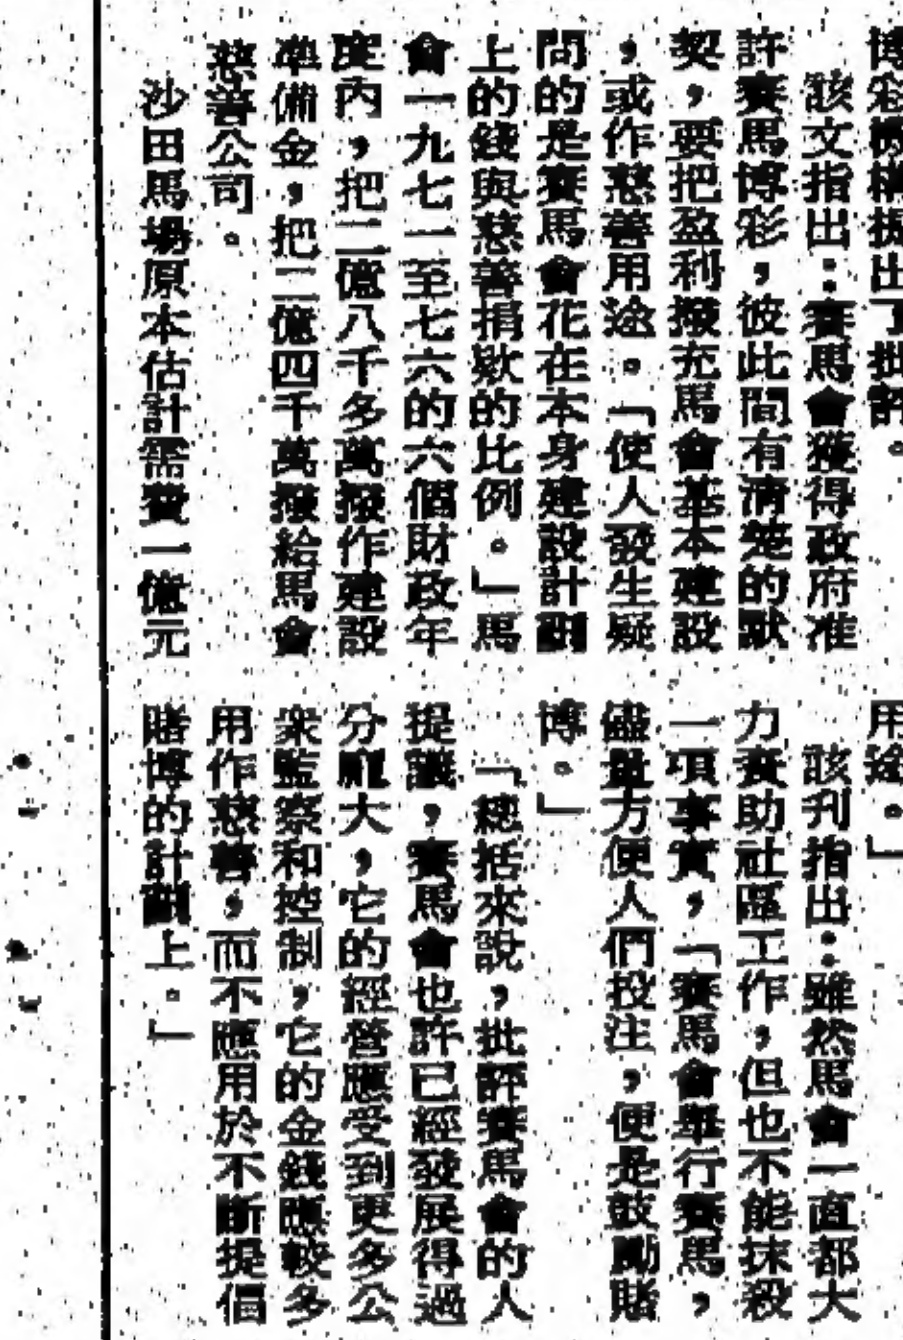 博彩機構提出了批評。
該文指出：賽馬會獲得政府准
許賽馬博彩，彼此間有清楚的默
契，要把盈利撥充馬會基本建設
，或作慈善用途。「使人發生疑
問的是賽馬會花在本身建設計劃
上的錢與慈善捐欵的比例。」馬
會一九七一至七六的六個財政年
度內，把二億八千多萬撥作建設
準備金，把二億四千萬撥給馬會
慈善公司。
沙田馬場原本估計需費一億元
用途。」
該刊指出：雖然馬會一直都大
力資助社區工作，但也不能抹殺
一項事實，「賽馬會舉行賽馬，
儘量方便人們投注，便是鼓勵賭
博。」
「總括來說，批評賽馬會的人
提議，賽馬會也許已經發展得過
分龐大，它的經營應受到更多公
衆監察和控制，它的金錢應較多
用作慈善，而不應用於不斷提倡
賭博的計劃上。」